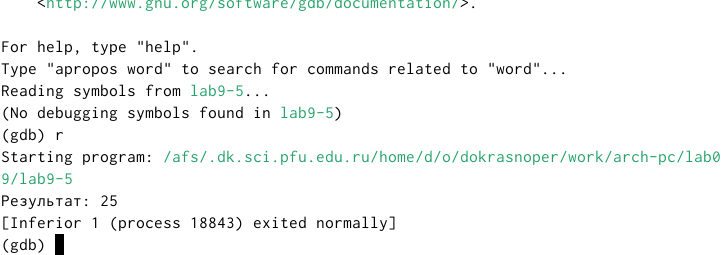 <http://www.gnu.org/software/gdb/documentation/>.
For help, type "help".
Type "apropos word" to search for commands related to "word"...
Reading symbols from lab9-5...
(No debugging symbols found in lab9-5)
(gdb) r
Starting program: /afs/.dk.sci.pfu.edu.ru/home/d/o/dokrasnoper/work/arch-pc/lab0
9/lab9-5
Результат: 25
[Inferior 1 (process 18843) exited normally]
(gdb)